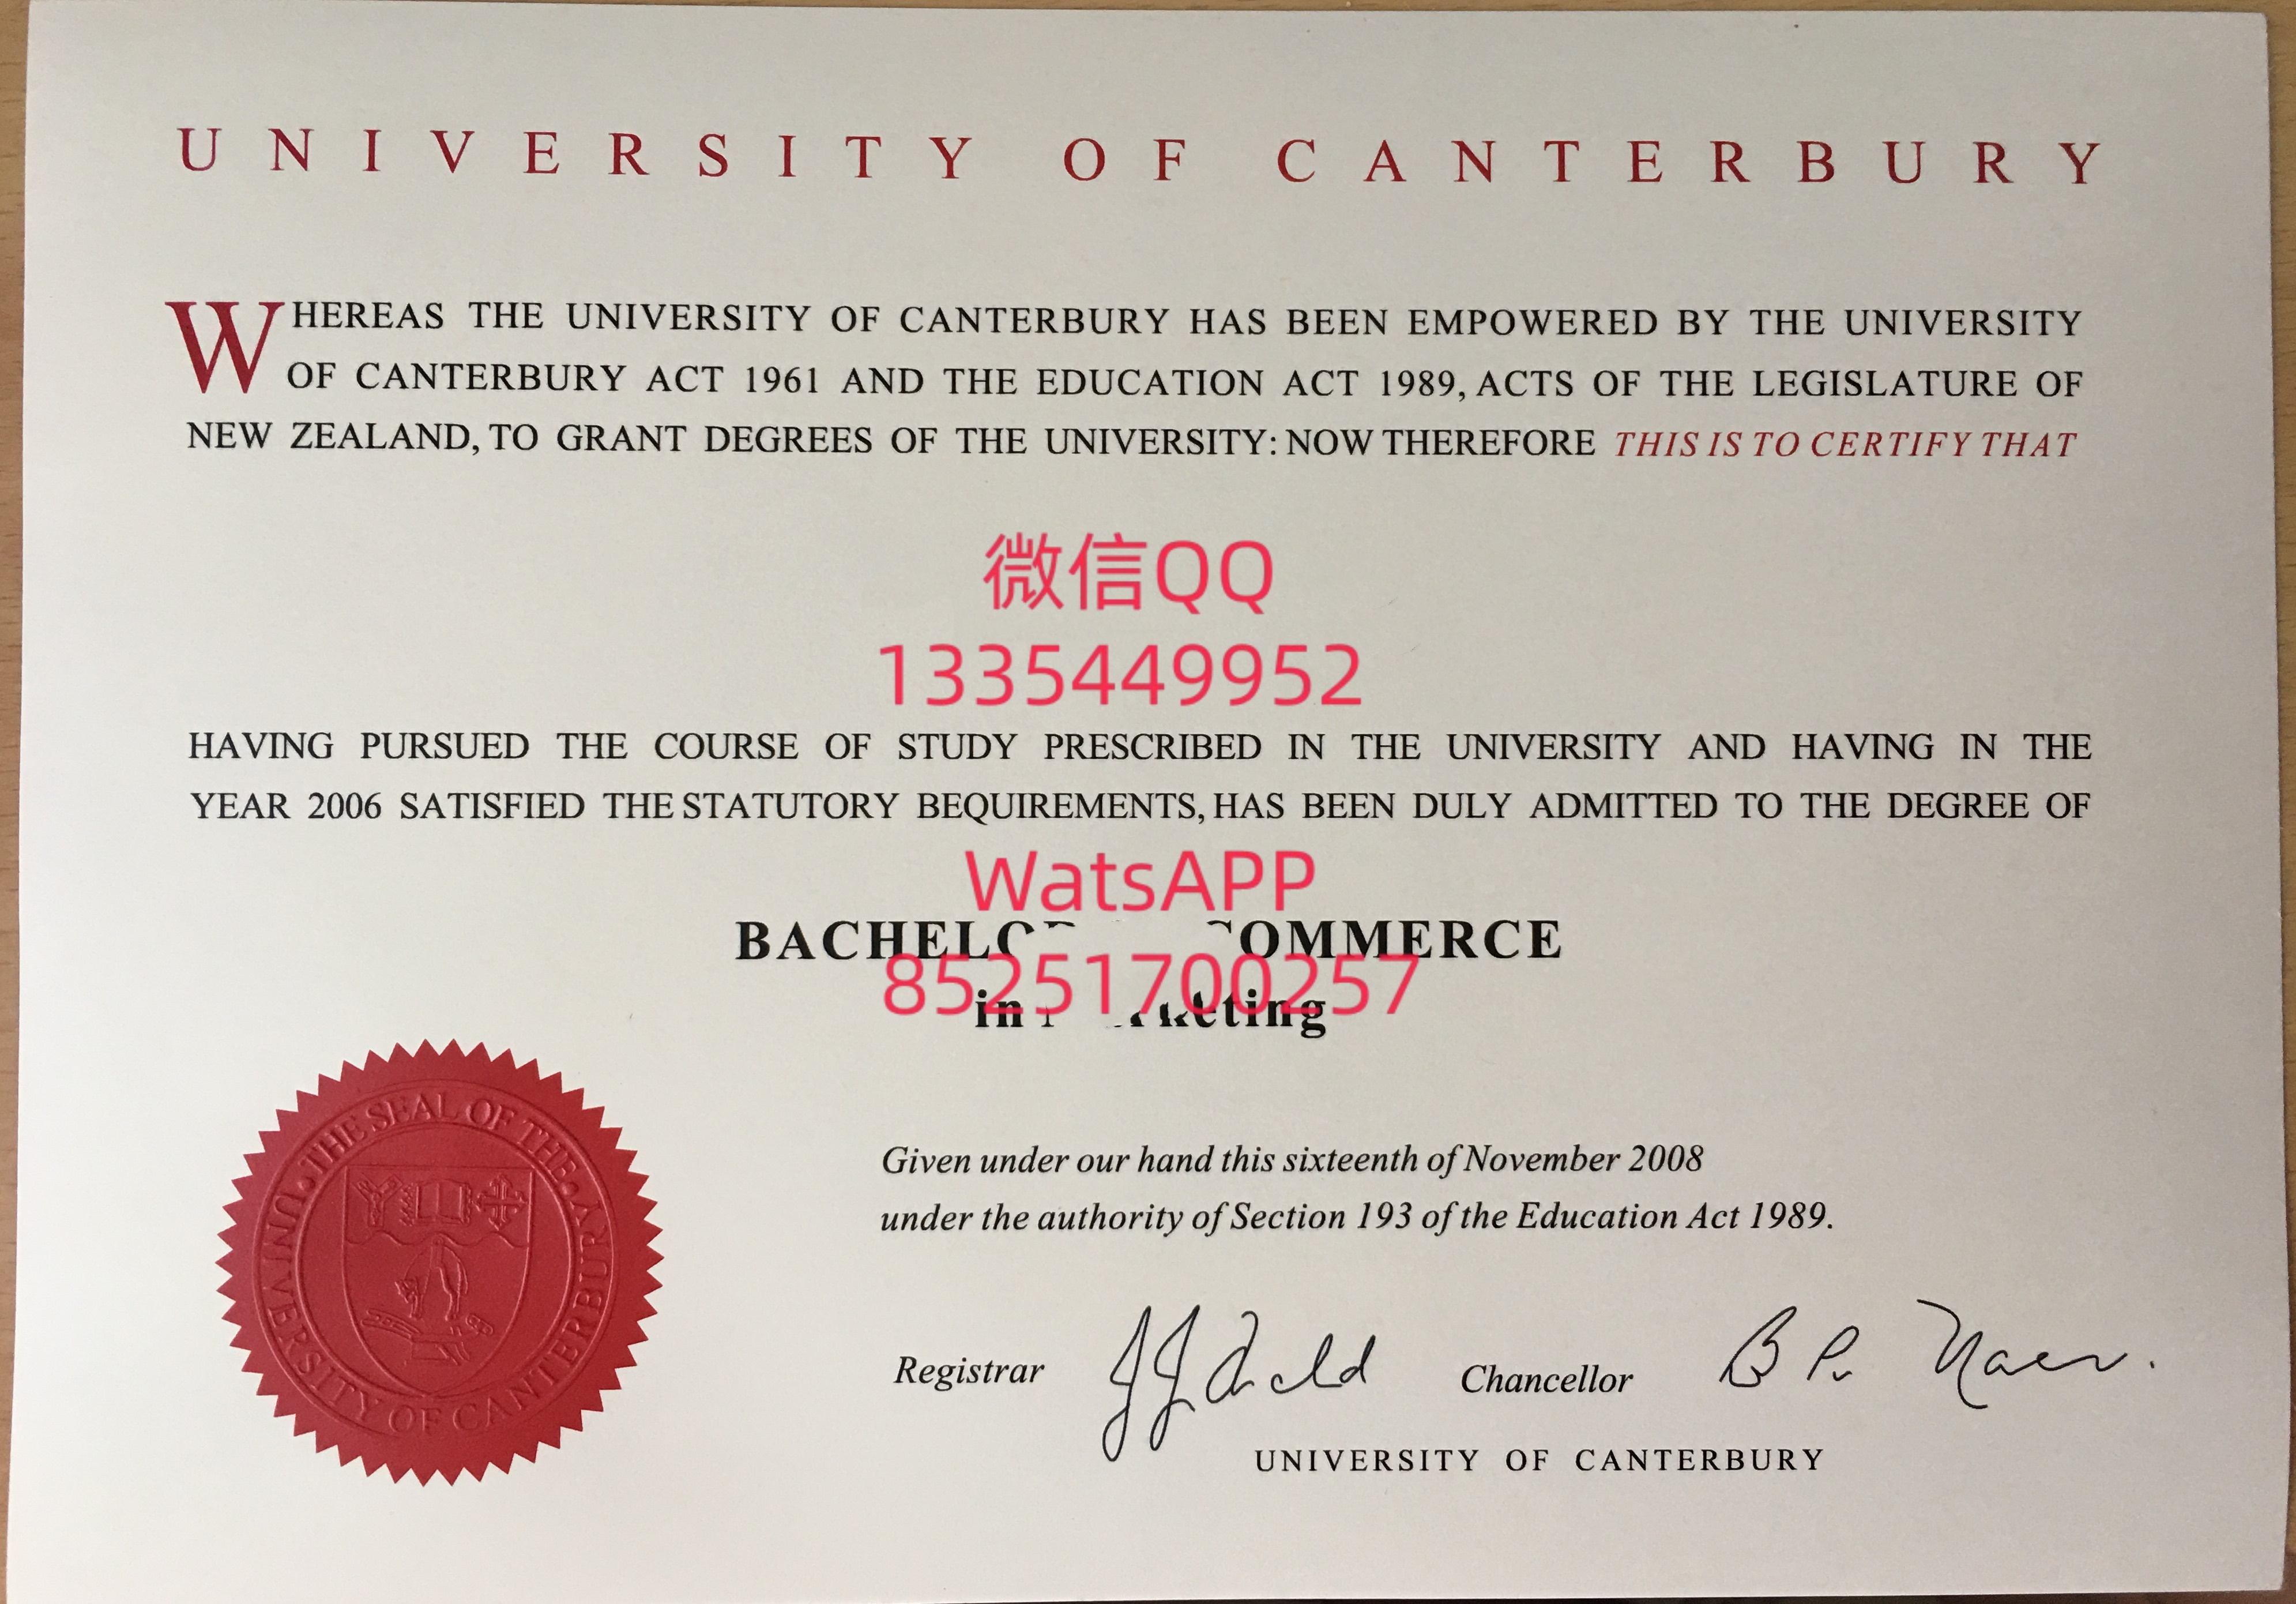 UNIVERSITY OF CANTERBURY
WHEREAS THE UNIVERSITY OF CANTERBURY HAS BEEN EMPOWERED BY THE UNIVERSITY
OF CANTERBURY ACT 1961 AND THE EDUCATION ACT 1989, ACTS OF THE LEGISLATURE OF
NEW ZEALAND, TO GRANT DEGREES OF THE UNIVERSITY: NOW THEREFORE THIS IS TO CERTIFY THAT
微信QQ
1335449952
HAVING PURSUED THE COURSE OF STUDY PRESCRIBED IN THE UNIVERSITY AND HAVING IN THE
YEAR 2006 SATISFIED THE STATUTORY BEQUIREMENTS, HAS BEEN DULY ADMITTED TO THE DEGREE OF
WatsAPP
BACHELOR COMMERCE
85251700257
in Marketing
THE SEAL OF THE UNIVERSITY OF CANTERBURY
Given under our hand this sixteenth of November 2008
under the authority of Section 193 of the Education Act 1989.
Registrar Chancellor
UNIVERSITY OF CANTERBURY